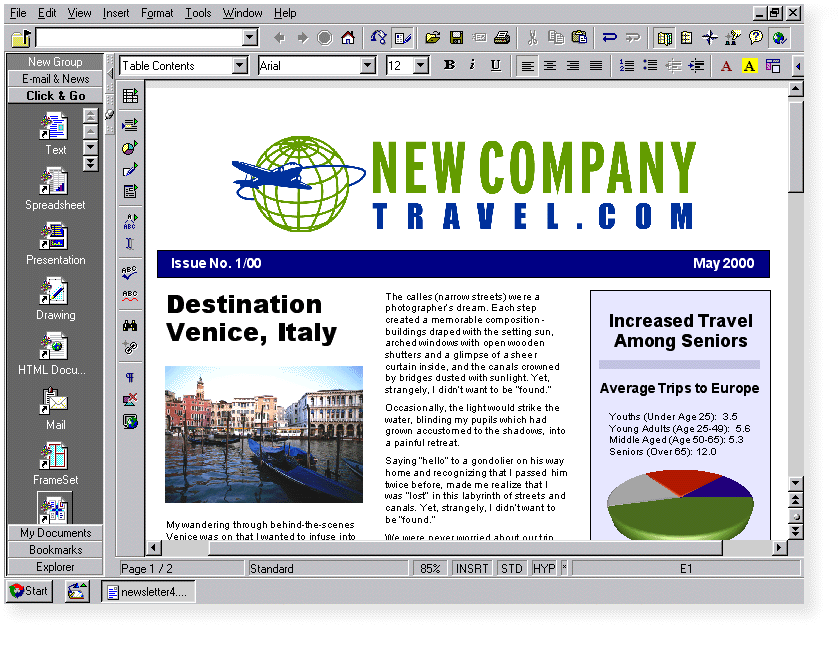 File Edit View Insert Format Tools Window Help
Table Contents Arial 12 B i U A A
New Group
E-mail & News
Click & Go
Text
Spreadsheet
Presentation
Drawing
HTML Docu...
Mail
FrameSet
My Documents
Bookmarks
Explorer
ABC
ABC
ABC
NEW COMPANY
TRAVEL.COM
Issue No. 1/00 May 2000
Destination
Venice, Italy
My wandering through behind-the-scenes
Venice was on that I wanted to infuse into
The calles (narrow streets) were a
photographer's dream. Each step
created a memorable composition -
buildings draped with the setting sun,
arched windows with open wooden
shutters and a glimpse of a sheer
curtain inside, and the canals crowned
by bridges dusted with sunlight. Yet,
strangely, I didn't want to be "found."
Occasionally, the light would strike the
water, blinding my pupils which had
grown accustomed to the shadows, into
a painful retreat.
Saying "hello" to a gondolier on his way
home and recognizing that I passed him
twice before, made me realize that I
was "lost" in this labyrinth of streets and
canals. Yet, strangely, I didn't want to
be "found."
We were never worried about our trip
Increased Travel
Among Seniors
Average Trips to Europe
Youths (Under Age 25): 3.5
Young Adults (Age 25-49): 5.6
Middle Aged (Age 50-65): 5.3
Seniors (Over 65): 12.0
Page 1 / 2 Standard 85% INSRT STD HYP * E1
Start newsletter4....